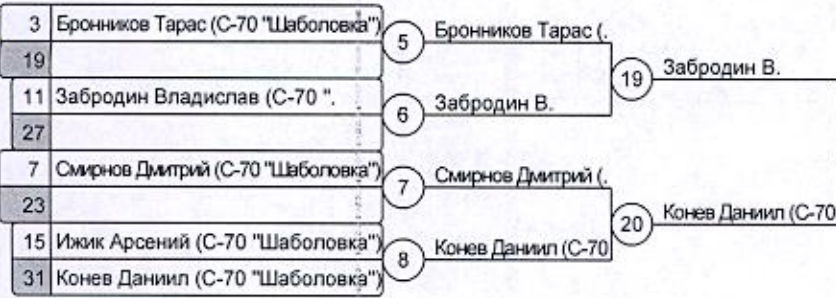 3 Бронников Тарас (С-70 "Шаболовка")
19
5 Бронников Тарас (.
11 Забродин Владислав (С-70 ".
27
6 Забродин В.
19 Забродин В.
7 Смирнов Дмитрий (С-70 "Шаболовка")
23
7 Смирнов Дмитрий (.
15 Ижик Арсений (С-70 "Шаболовка")
31 Конев Даниил (С-70 "Шаболовка")
8 Конев Даниил (С-70
20 Конев Даниил (С-70